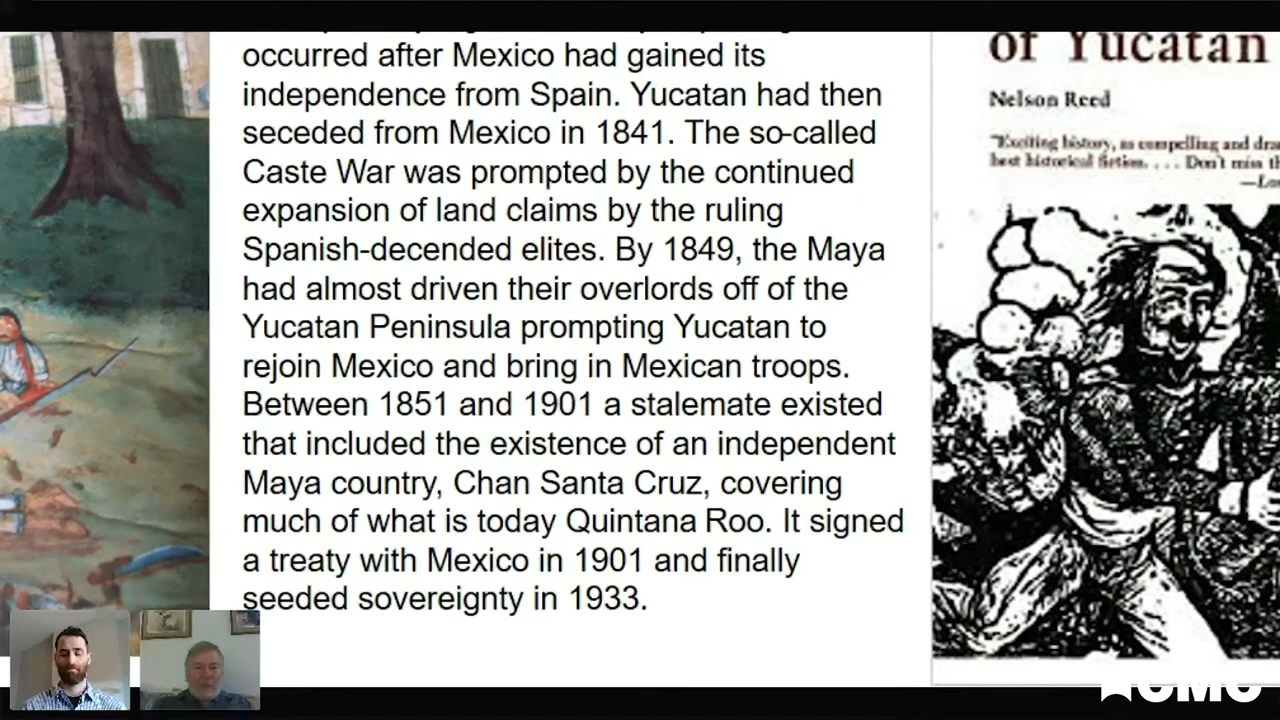 occurred after Mexico had gained its
independence from Spain. Yucatan had then
seceded from Mexico in 1841. The so-called
Caste War was prompted by the continued
expansion of land claims by the ruling
Spanish-decended elites. By 1849, the Maya
had almost driven their overlords off of the
Yucatan Peninsula prompting Yucatan to
rejoin Mexico and bring in Mexican troops.
Between 1851 and 1901 a stalemate existed
that included the existence of an independent
Maya country, Chan Santa Cruz, covering
much of what is today Quintana Roo. It signed
a treaty with Mexico in 1901 and finally
seeded sovereignty in 1933.
of Yucatan
Nelson Reed
"Exciting history, as compelling and
best historical fiction. . . . Don't miss
CMC